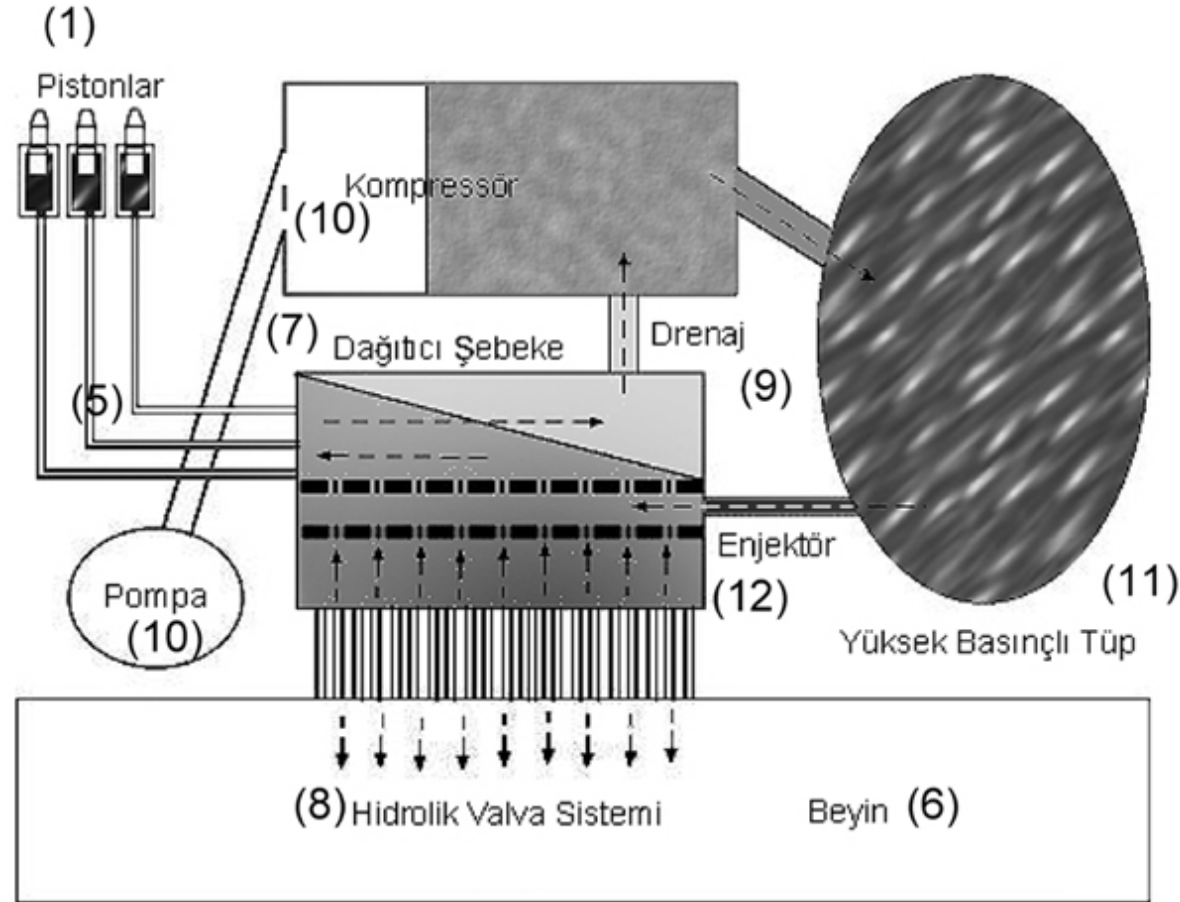 (1)
Pistonlar
Kompressör
(10)
(7)
Dağıtıcı Şebeke
Drenaj
(9)
(5)
Enjektör
(12)
Pompa
(10)
(11)
Yüksek Basınçlı Tüp
(8) Hidrolik Valva Sistemi
Beyin (6)